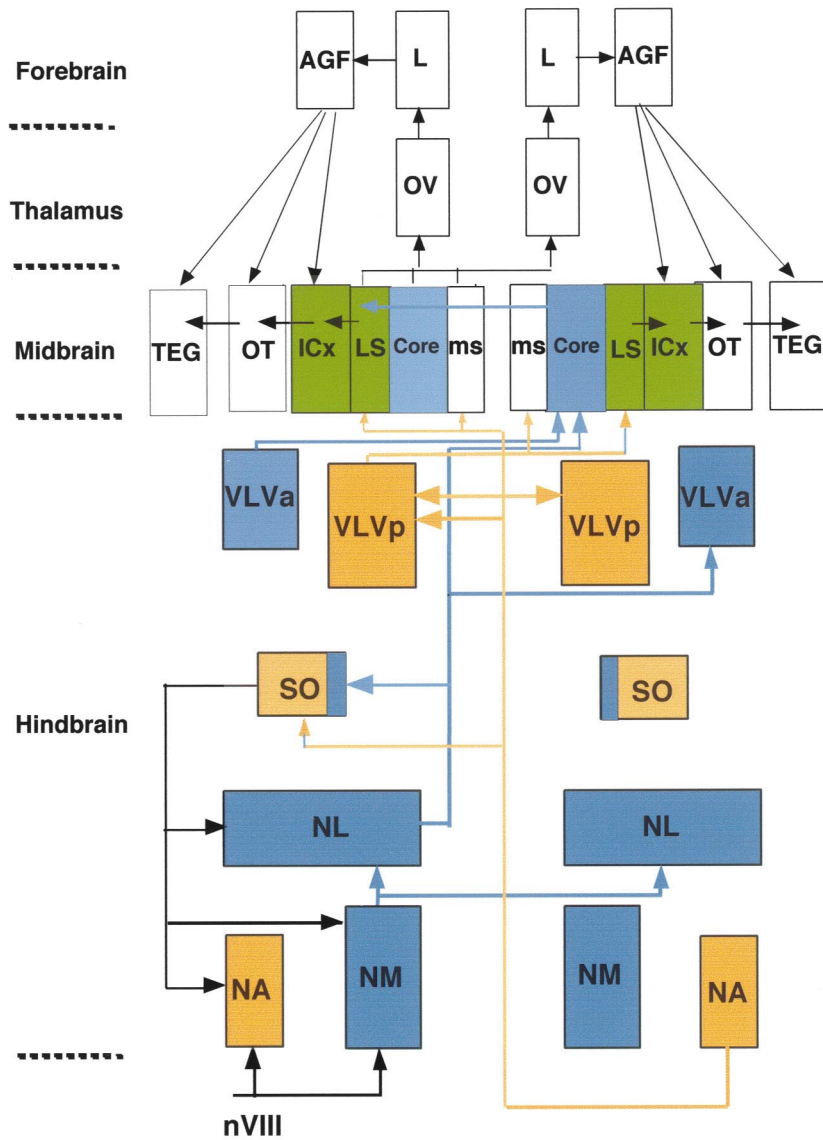 AGF L L AGF
Forebrain
OV OV
Thalamus
TEG OT ICx LS Core ms ms Core LS ICx OT TEG
Midbrain
VLVa VLVp VLVp VLVa
SO SO
Hindbrain
NL NL
NA NM NM NA
nVIII